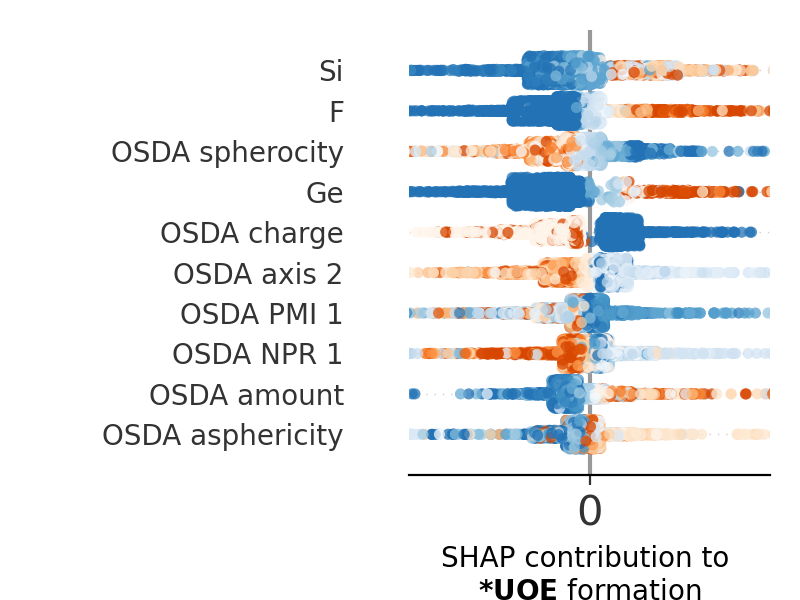 Si
F
OSDA spherocity
Ge
OSDA charge
OSDA axis 2
OSDA PMI 1
OSDA NPR 1
OSDA amount
OSDA asphericity
0
SHAP contribution to
*UOE formation